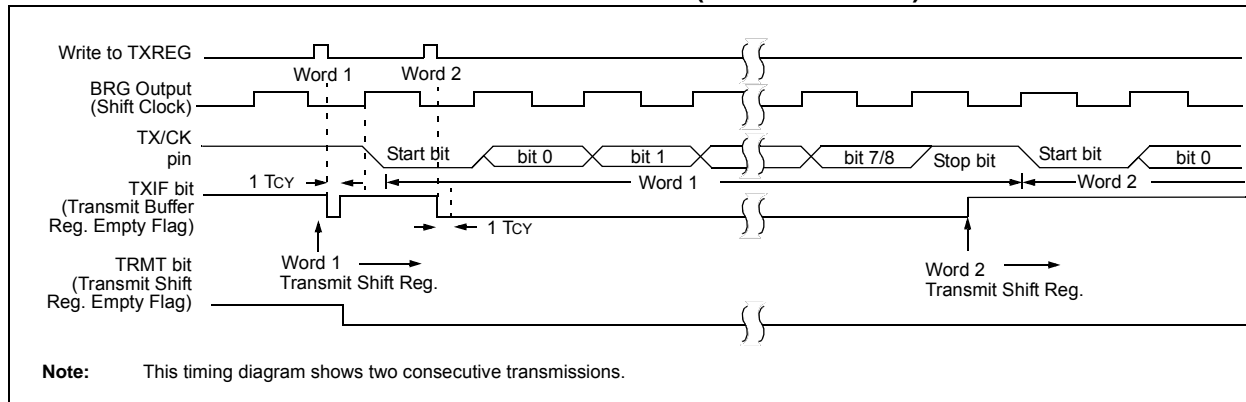 Write to TXREG
Word 1
Word 2
BRG Output
(Shift Clock)
TX/CK
pin
Start bit
bit 0
bit 1
bit 7/8
Stop bit
Start bit
bit 0
Word 1
Word 2
1 TCY
TXIF bit
(Transmit Buffer
Reg. Empty Flag)
1 TCY
Word 1
Transmit Shift Reg.
Word 2
Transmit Shift Reg.
TRMT bit
(Transmit Shift
Reg. Empty Flag)
Note: This timing diagram shows two consecutive transmissions.